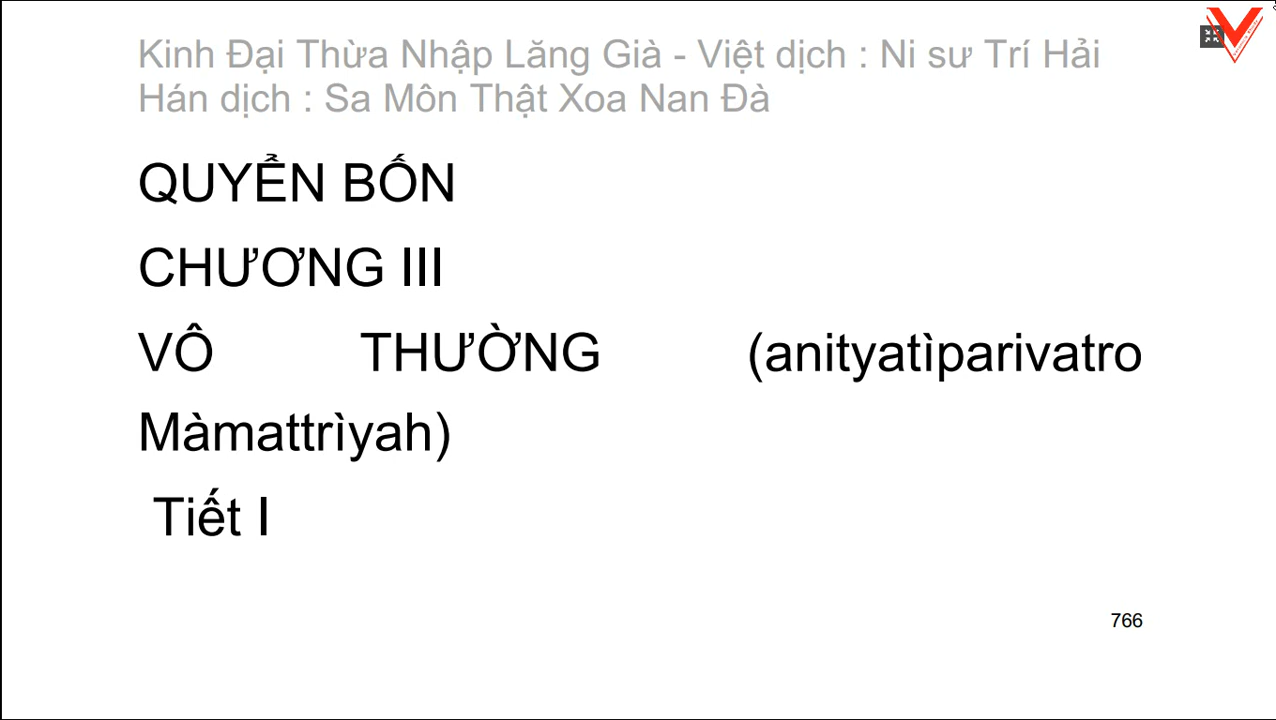 Kinh Đại Thừa Nhập Lăng Già - Việt dịch : Ni sư Trí Hải
Hán dịch : Sa Môn Thật Xoa Nan Đà
QUYỂN BỐN
CHƯƠNG III
VÔ THƯỜNG (anityatìparivatro
Màmattrìyah)
Tiết I
766